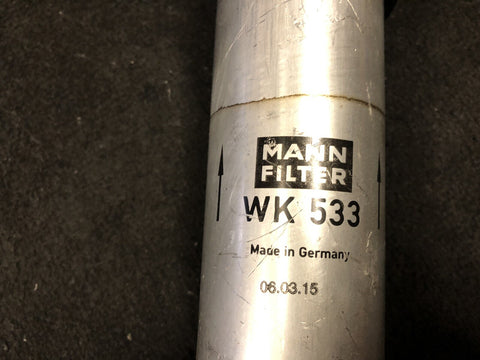 MANN
FILTER
WK 533
Made in Germany
06.03.15